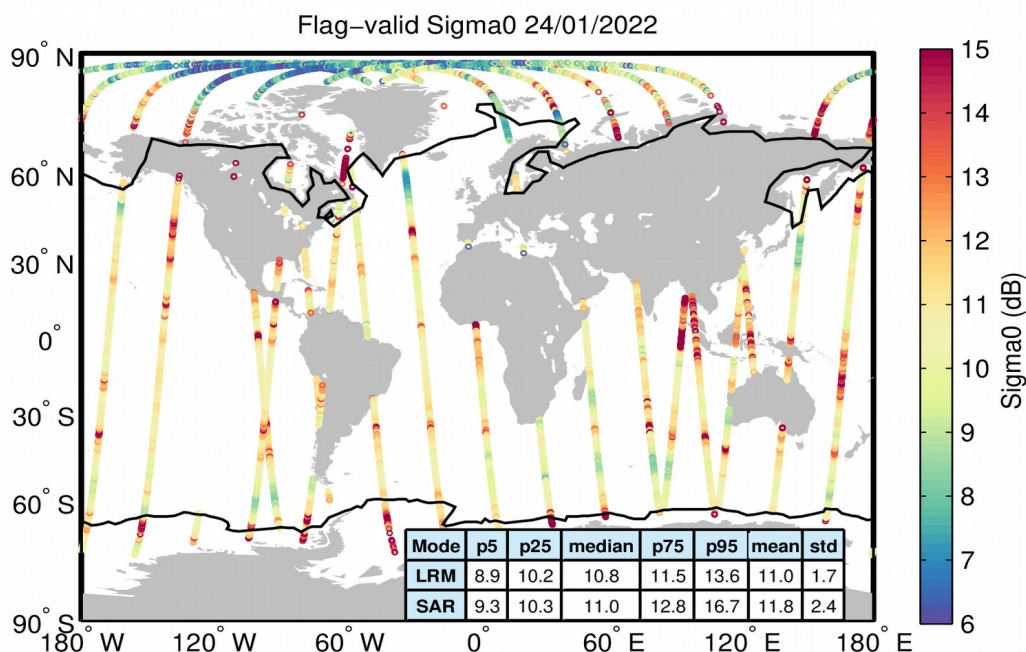 Flag-valid Sigma0 24/01/2022
90° N
60° N
30° N
0°
30° S
60° S
90° S
180° W
120° W
60° W
0°
60° E
120° E
180° E
15
14
13
12
11
10
9
8
7
6
Sigma0 (dB)
Mode p5 p25 median p75 p95 mean std
LRM 8.9 10.2 10.8 11.5 13.6 11.0 1.7
SAR 9.3 10.3 11.0 12.8 16.7 11.8 2.4